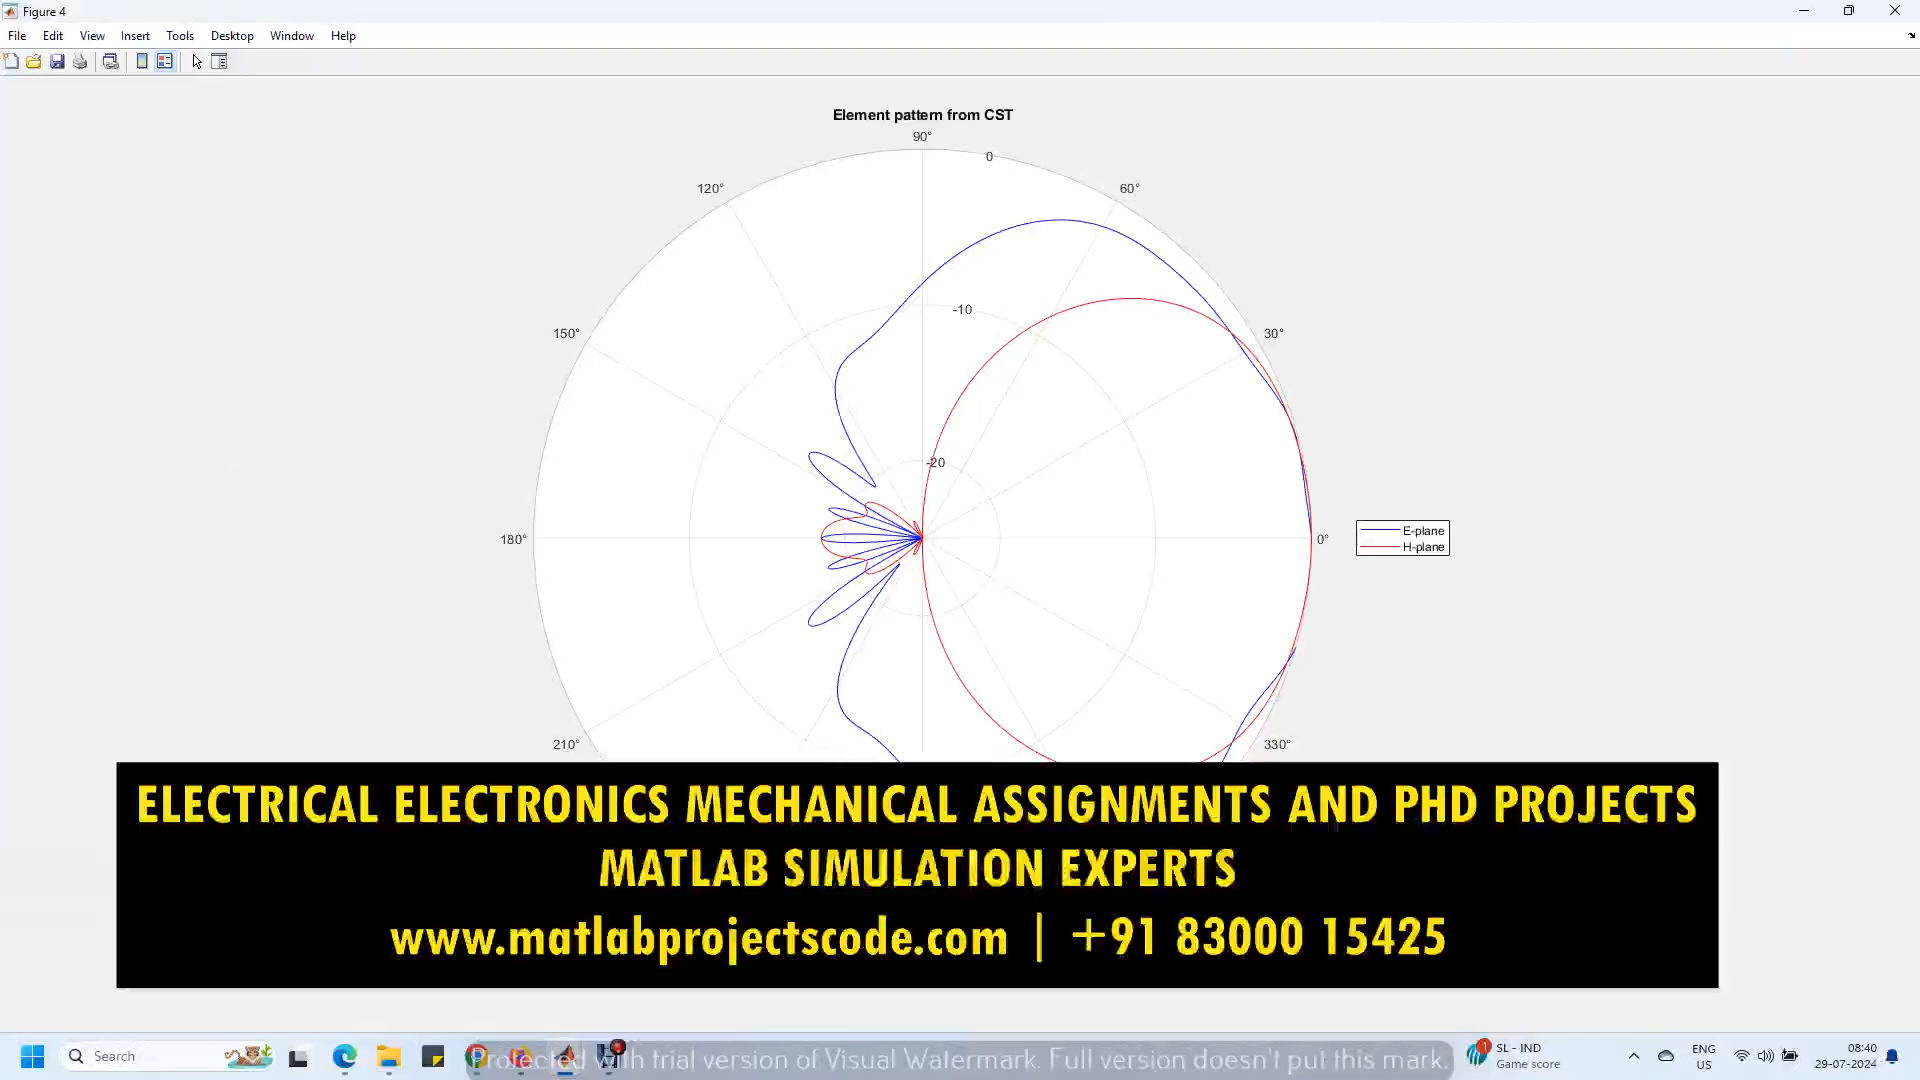 Figure 4
File Edit View Insert Tools Desktop Window Help
Element pattern from CST
90°
0
120°
60°
-10
150°
30°
-20
180°
0°
E-plane
H-plane
210°
330°
ELECTRICAL ELECTRONICS MECHANICAL ASSIGNMENTS AND PHD PROJECTS
MATLAB SIMULATION EXPERTS
www.matlabprojectscode.com | +91 83000 15425
Search
Protected with trial version of Visual Watermark. Full version doesn't put this mark.
1
SL - IND
Game score
ENG
US
08:40
29-07-2024